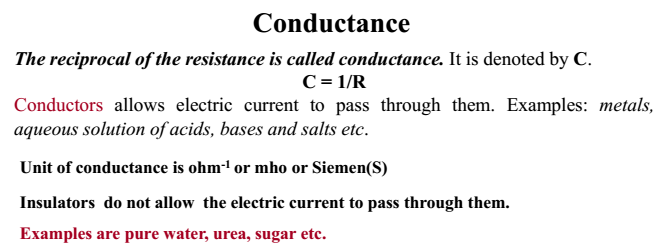 Conductance
The reciprocal of the resistance is called conductance. It is denoted by C.
C = 1/R
Conductors allows electric current to pass through them. Examples: metals,
aqueous solution of acids, bases and salts etc.
Unit of conductance is ohm⁻¹ or mho or Siemen(S)
Insulators do not allow the electric current to pass through them.
Examples are pure water, urea, sugar etc.